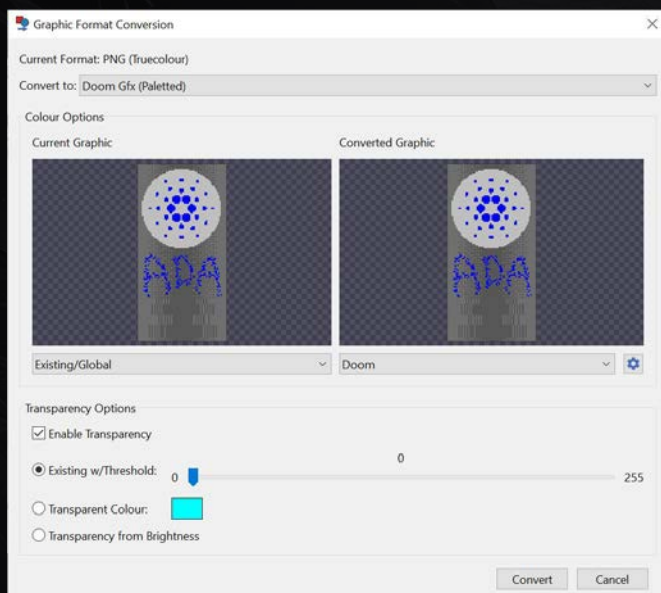 Graphic Format Conversion
Current Format: PNG (Truecolour)
Convert to: Doom Gfx (Paletted)
Colour Options
Current Graphic Converted Graphic
ADA ADA
Existing/Global Doom
Transparency Options
Enable Transparency
0
Existing w/Threshold: 0 255
Transparent Colour:
Transparency from Brightness
Convert Cancel